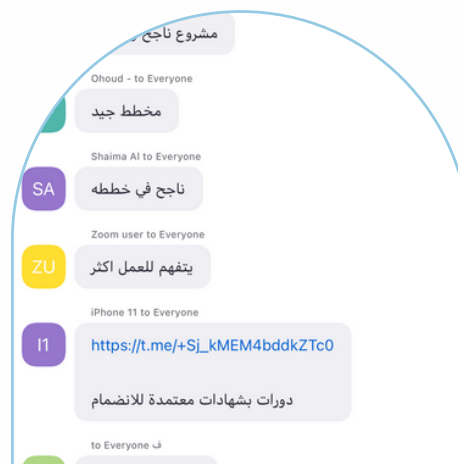 مشروع ناجح
Ohoud - to Everyone
مخطط جيد
Shaima Al to Everyone
SA
ناجح في خططه
Zoom user to Everyone
ZU
يتفهم للعمل اكثر
iPhone 11 to Everyone
I1
https://t.me/+Sj_kMEM4bddkZTc0
دورات بشهادات معتمدة للانضمام
ف to Everyone